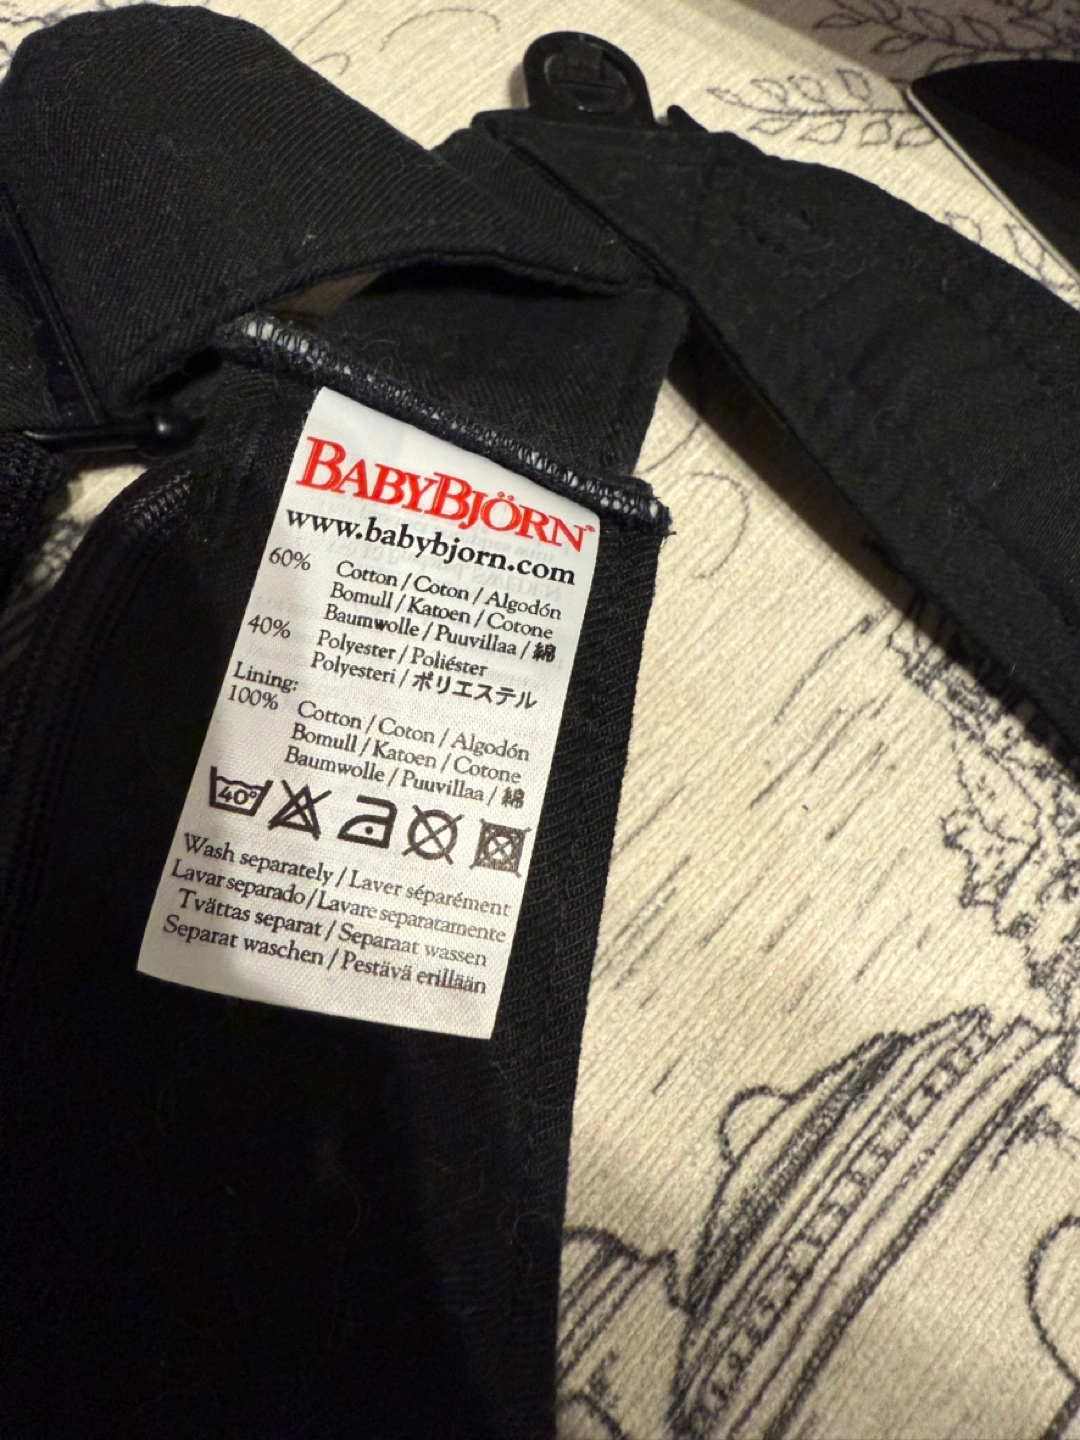 BABYBJÖRN
www.babybjorn.com
60% Cotton / Coton / Algodón
Bomull / Katoen / Cotone
Baumwolle / Puuvillaa / 綿
40% Polyester / Poliéster
Polyesteri / ポリエステル
Lining:
100% Cotton / Coton / Algodón
Bomull / Katoen / Cotone
Baumwolle / Puuvillaa / 綿
40°
Wash separately / Laver séparément
Lavar separado / Lavare separatamente
Tvättas separat / Separaat wassen
Separat waschen / Pestävä erillään